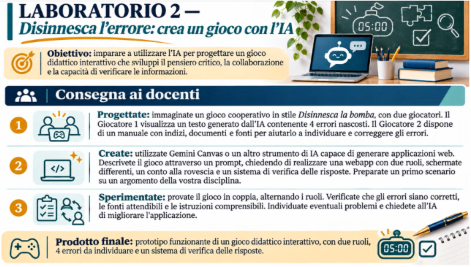 LABORATORIO 2 —
Disinnesca l'errore: crea un gioco con l'IA
05:00
Obiettivo: imparare a utilizzare l'IA per progettare un gioco
didattico interattivo che sviluppi il pensiero critico, la collaborazione
e la capacità di verificare le informazioni.
Consegna ai docenti
1
Progettate: immaginate un gioco cooperativo in stile Disinnesca la bomba, con due giocatori. Il
Giocatore 1 visualizza un testo generato dall'IA contenente 4 errori nascosti. Il Giocatore 2 dispone
di un manuale con indizi, documenti e fonti per aiutarlo a individuare e correggere gli errori.
2
</>
Create: utilizzate Gemini Canvas o un altro strumento di IA capace di generare applicazioni web.
Descrivete il gioco attraverso un prompt, chiedendo di realizzare una webapp con due ruoli, schermate
differenti, un conto alla rovescia e un sistema di verifica delle risposte. Preparate un primo scenario
su un argomento della vostra disciplina.
3
Sperimentate: provate il gioco in coppia, alternando i ruoli. Verificate che gli errori siano corretti,
le fonti attendibili e le istruzioni comprensibili. Individuate eventuali problemi e chiedete all'IA
di migliorare l'applicazione.
Prodotto finale: prototipo funzionante di un gioco didattico interattivo, con due ruoli,
4 errori da individuare e un sistema di verifica delle risposte.
05:00